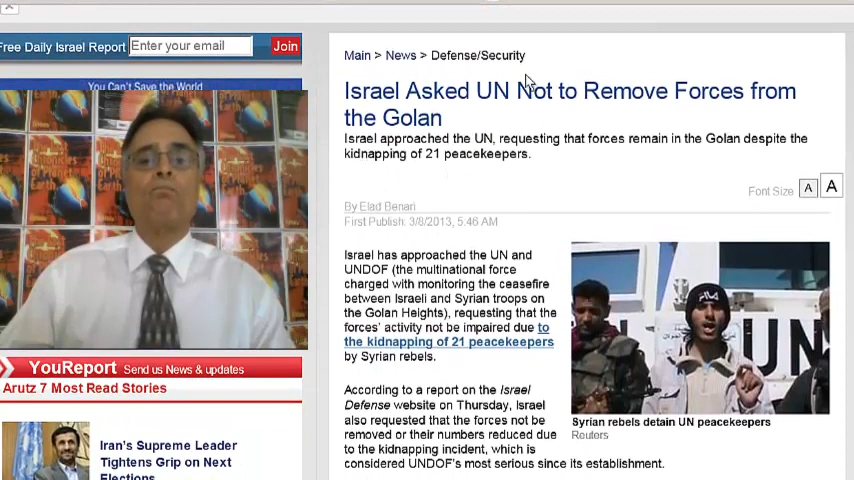 Free Daily Israel Report
Enter your email
Join
You Can't Save the World
YouReport Send us News & updates
Arutz 7 Most Read Stories
Iran's Supreme Leader
Tightens Grip on Next
Elections
Main > News > Defense/Security
Israel Asked UN Not to Remove Forces from
the Golan
Israel approached the UN, requesting that forces remain in the Golan despite the
kidnapping of 21 peacekeepers.
Font Size A A
By Elad Benari
First Publish: 3/8/2013, 5:46 AM
Israel has approached the UN and
UNDOF (the multinational force
charged with monitoring the ceasefire
between Israeli and Syrian troops on
the Golan Heights), requesting that the
forces' activity not be impaired due to
the kidnapping of 21 peacekeepers
by Syrian rebels.
According to a report on the Israel
Defense website on Thursday, Israel
also requested that the forces not be
removed or their numbers reduced due
to the kidnapping incident, which is
considered UNDOF's most serious since its establishment.
FILA
UN
Syrian rebels detain UN peacekeepers
Reuters